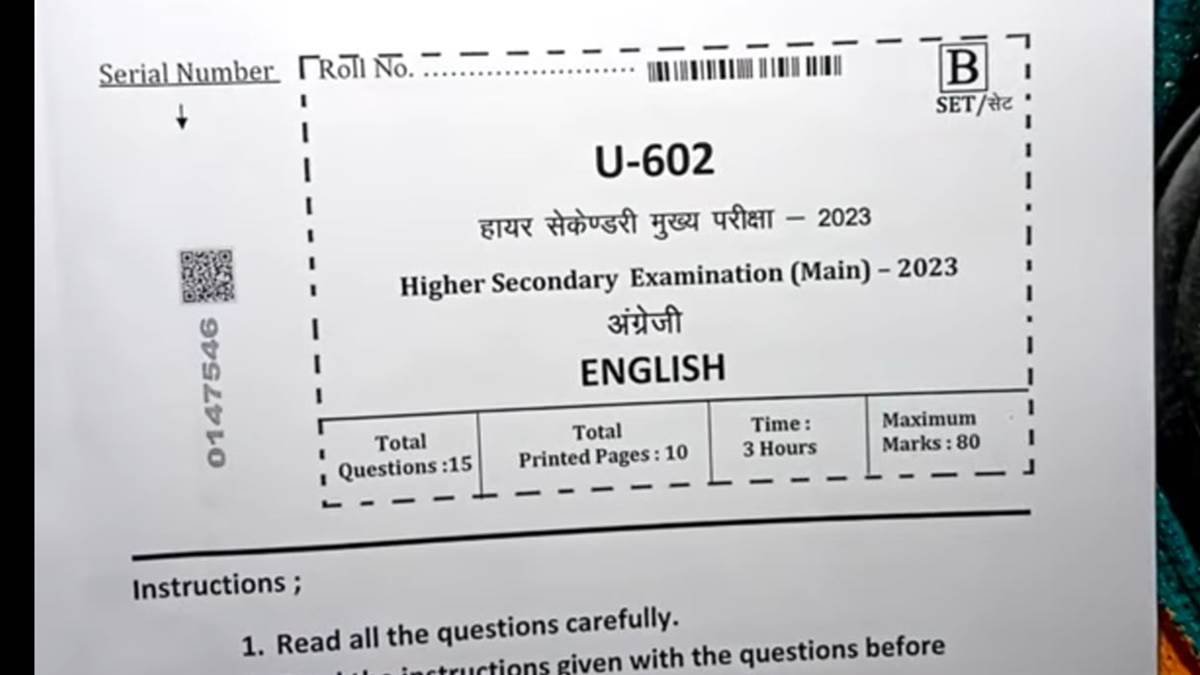 Serial Number
Roll No. ........................
B
SET/सेट
U-602
हायर सेकेण्डरी मुख्य परीक्षा – 2023
Higher Secondary Examination (Main) – 2023
अंग्रेजी
ENGLISH
0147546
Total
Questions :15
Total
Printed Pages : 10
Time :
3 Hours
Maximum
Marks : 80
Instructions ;
1. Read all the questions carefully.
instructions given with the questions before